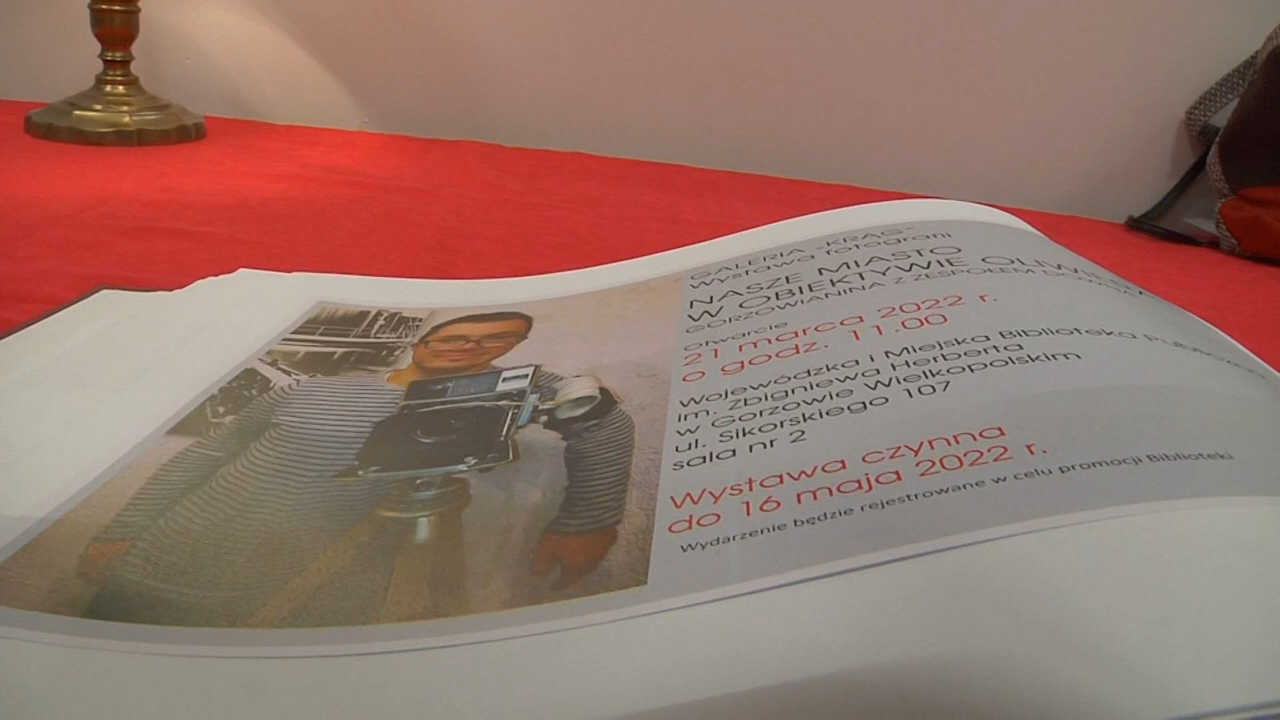 GALERIA "KRĄG"
Wystawa fotografii
NASZE MIASTO
W OBIEKTYWIE
GORZOWIANINA Z ZESPOŁEM
Otwarcie
21 marca 2022 r.
o godz. 11.00
Wojewódzka i Miejska Biblioteka
im. Zbigniewa Herberta
w Gorzowie Wielkopolskim
ul. Sikorskiego 107
sala nr 2
Wystawa czynna
do 16 maja 2022 r.
Wydarzenie będzie rejestrowane w celu promocji Biblioteki